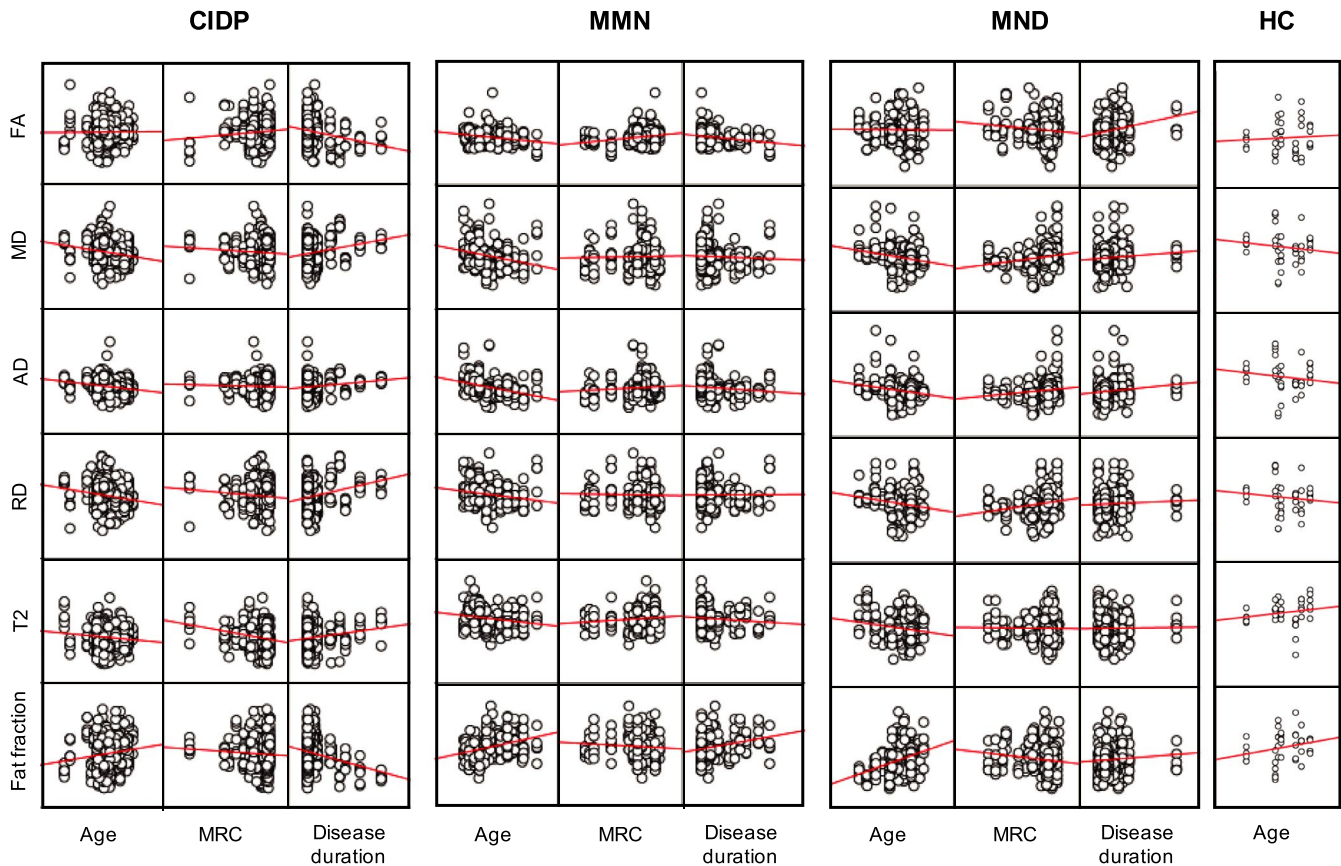 CIDP MMN MND HC
FA
MD
AD
RD
T2
Fat fraction
Age MRC Disease duration Age MRC Disease duration Age MRC Disease duration Age